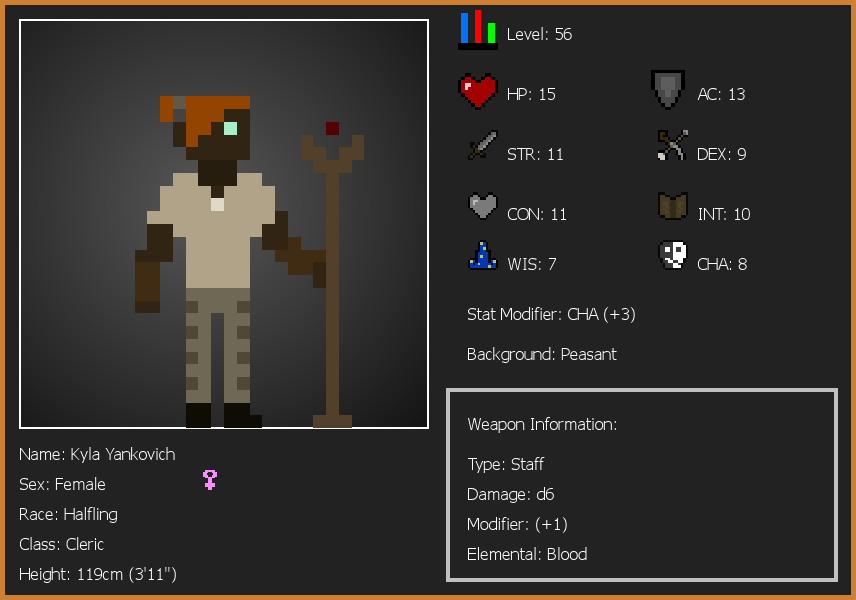 Level: 56
HP: 15
AC: 13
STR: 11
DEX: 9
CON: 11
INT: 10
WIS: 7
CHA: 8
Stat Modifier: CHA (+3)
Background: Peasant
Weapon Information:
Type: Staff
Damage: d6
Modifier: (+1)
Elemental: Blood
Name: Kyla Yankovich
Sex: Female
Race: Halfling
Class: Cleric
Height: 119cm (3'11")